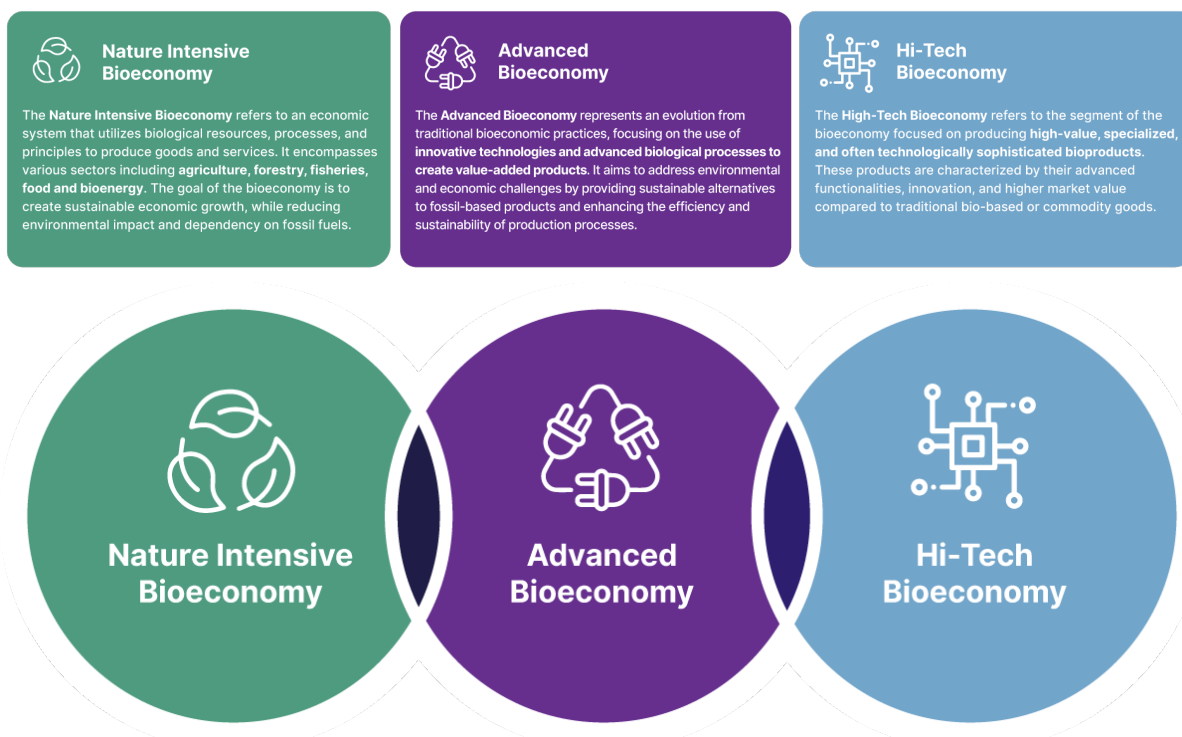 Nature Intensive
Bioeconomy
The Nature Intensive Bioeconomy refers to an economic
system that utilizes biological resources, processes, and
principles to produce goods and services. It encompasses
various sectors including agriculture, forestry, fisheries,
food and bioenergy. The goal of the bioeconomy is to
create sustainable economic growth, while reducing
environmental impact and dependency on fossil fuels.
Advanced
Bioeconomy
The Advanced Bioeconomy represents an evolution from
traditional bioeconomic practices, focusing on the use of
innovative technologies and advanced biological processes to
create value-added products. It aims to address environmental
and economic challenges by providing sustainable alternatives
to fossil-based products and enhancing the efficiency and
sustainability of production processes.
Hi-Tech
Bioeconomy
The High-Tech Bioeconomy refers to the segment of the
bioeconomy focused on producing high-value, specialized,
and often technologically sophisticated bioproducts.
These products are characterized by their advanced
functionalities, innovation, and higher market value
compared to traditional bio-based or commodity goods.
Nature Intensive
Bioeconomy
Advanced
Bioeconomy
Hi-Tech
Bioeconomy